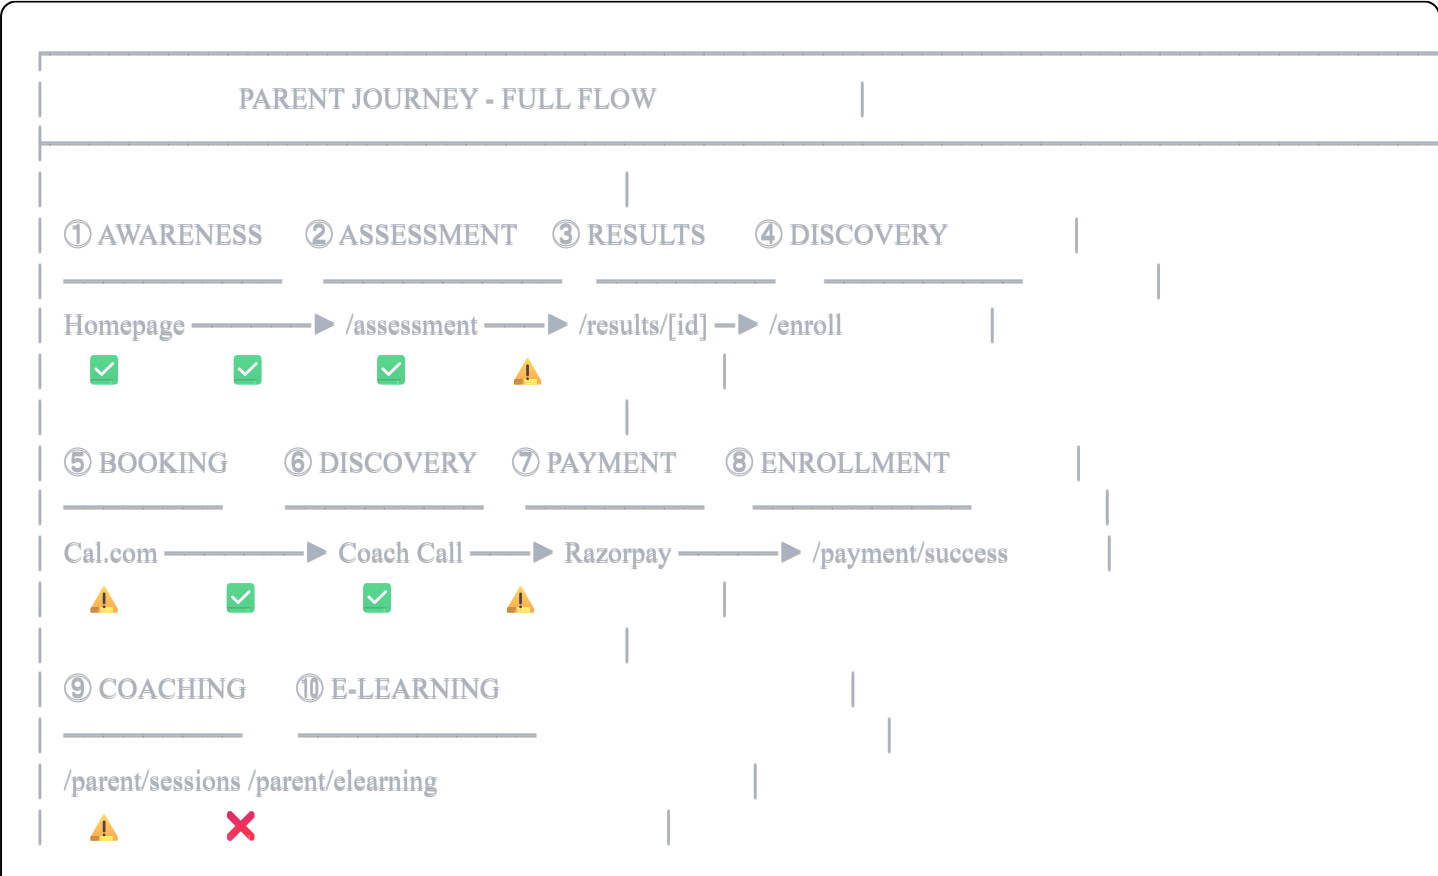 PARENT JOURNEY - FULL FLOW
① AWARENESS ② ASSESSMENT ③ RESULTS ④ DISCOVERY
Homepage ──────▶ /assessment ───▶ /results/[id] ─▶ /enroll
✅ ✅ ✅ ⚠️
⑤ BOOKING ⑥ DISCOVERY ⑦ PAYMENT ⑧ ENROLLMENT
Cal.com ───────▶ Coach Call ───▶ Razorpay ─────▶ /payment/success
⚠️ ✅ ✅ ⚠️
⑨ COACHING ⑩ E-LEARNING
/parent/sessions /parent/elearning
⚠️ ❌